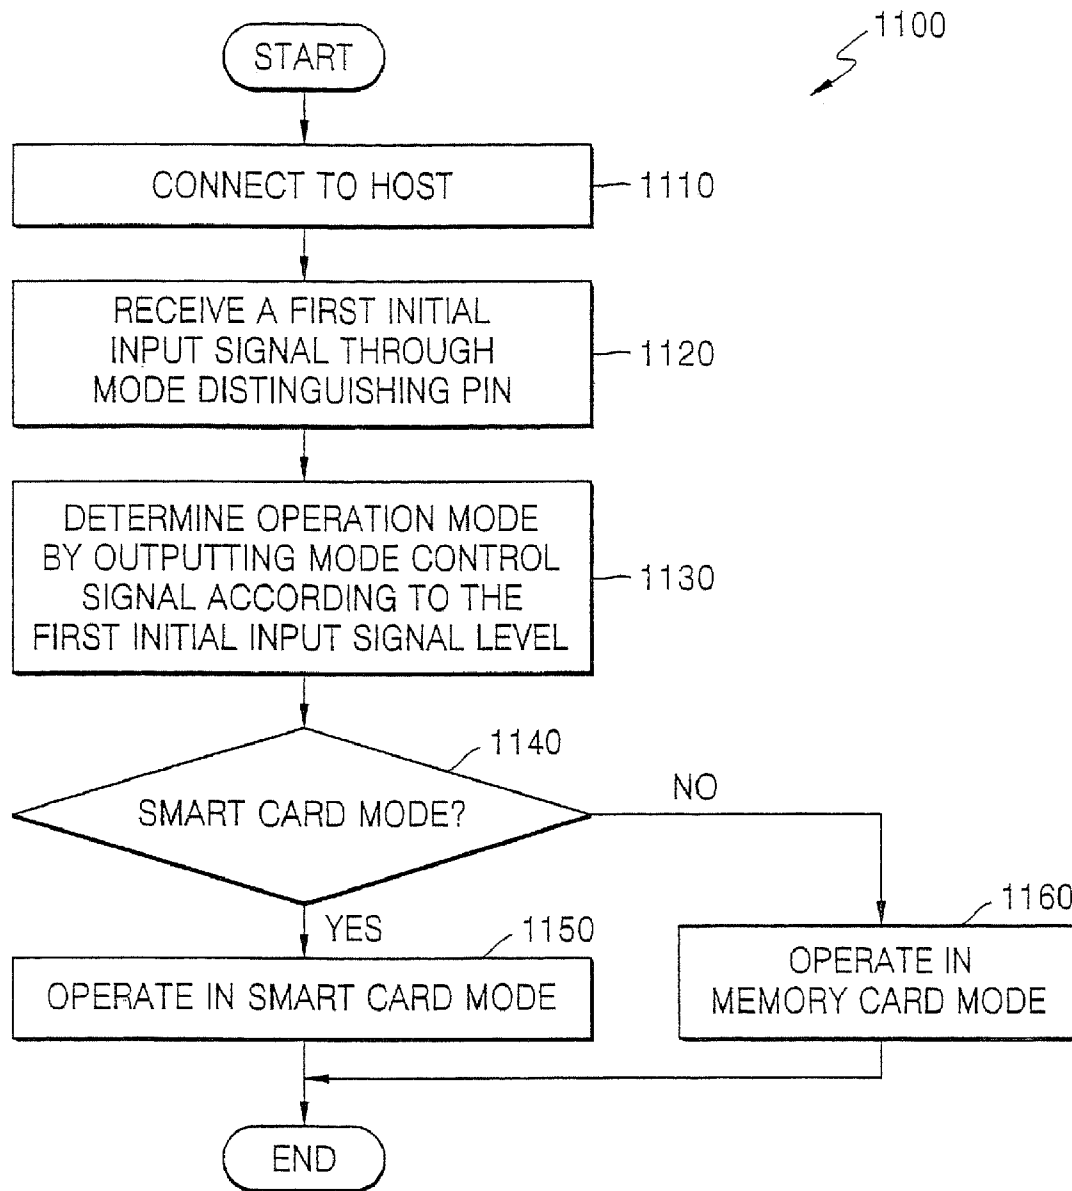 1100
START
CONNECT TO HOST
1110
RECEIVE A FIRST INITIAL
INPUT SIGNAL THROUGH
MODE DISTINGUISHING PIN
1120
DETERMINE OPERATION MODE
BY OUTPUTTING MODE CONTROL
SIGNAL ACCORDING TO THE
FIRST INITIAL INPUT SIGNAL LEVEL
1130
1140
SMART CARD MODE?
NO
YES
1150
OPERATE IN SMART CARD MODE
1160
OPERATE IN
MEMORY CARD MODE
END